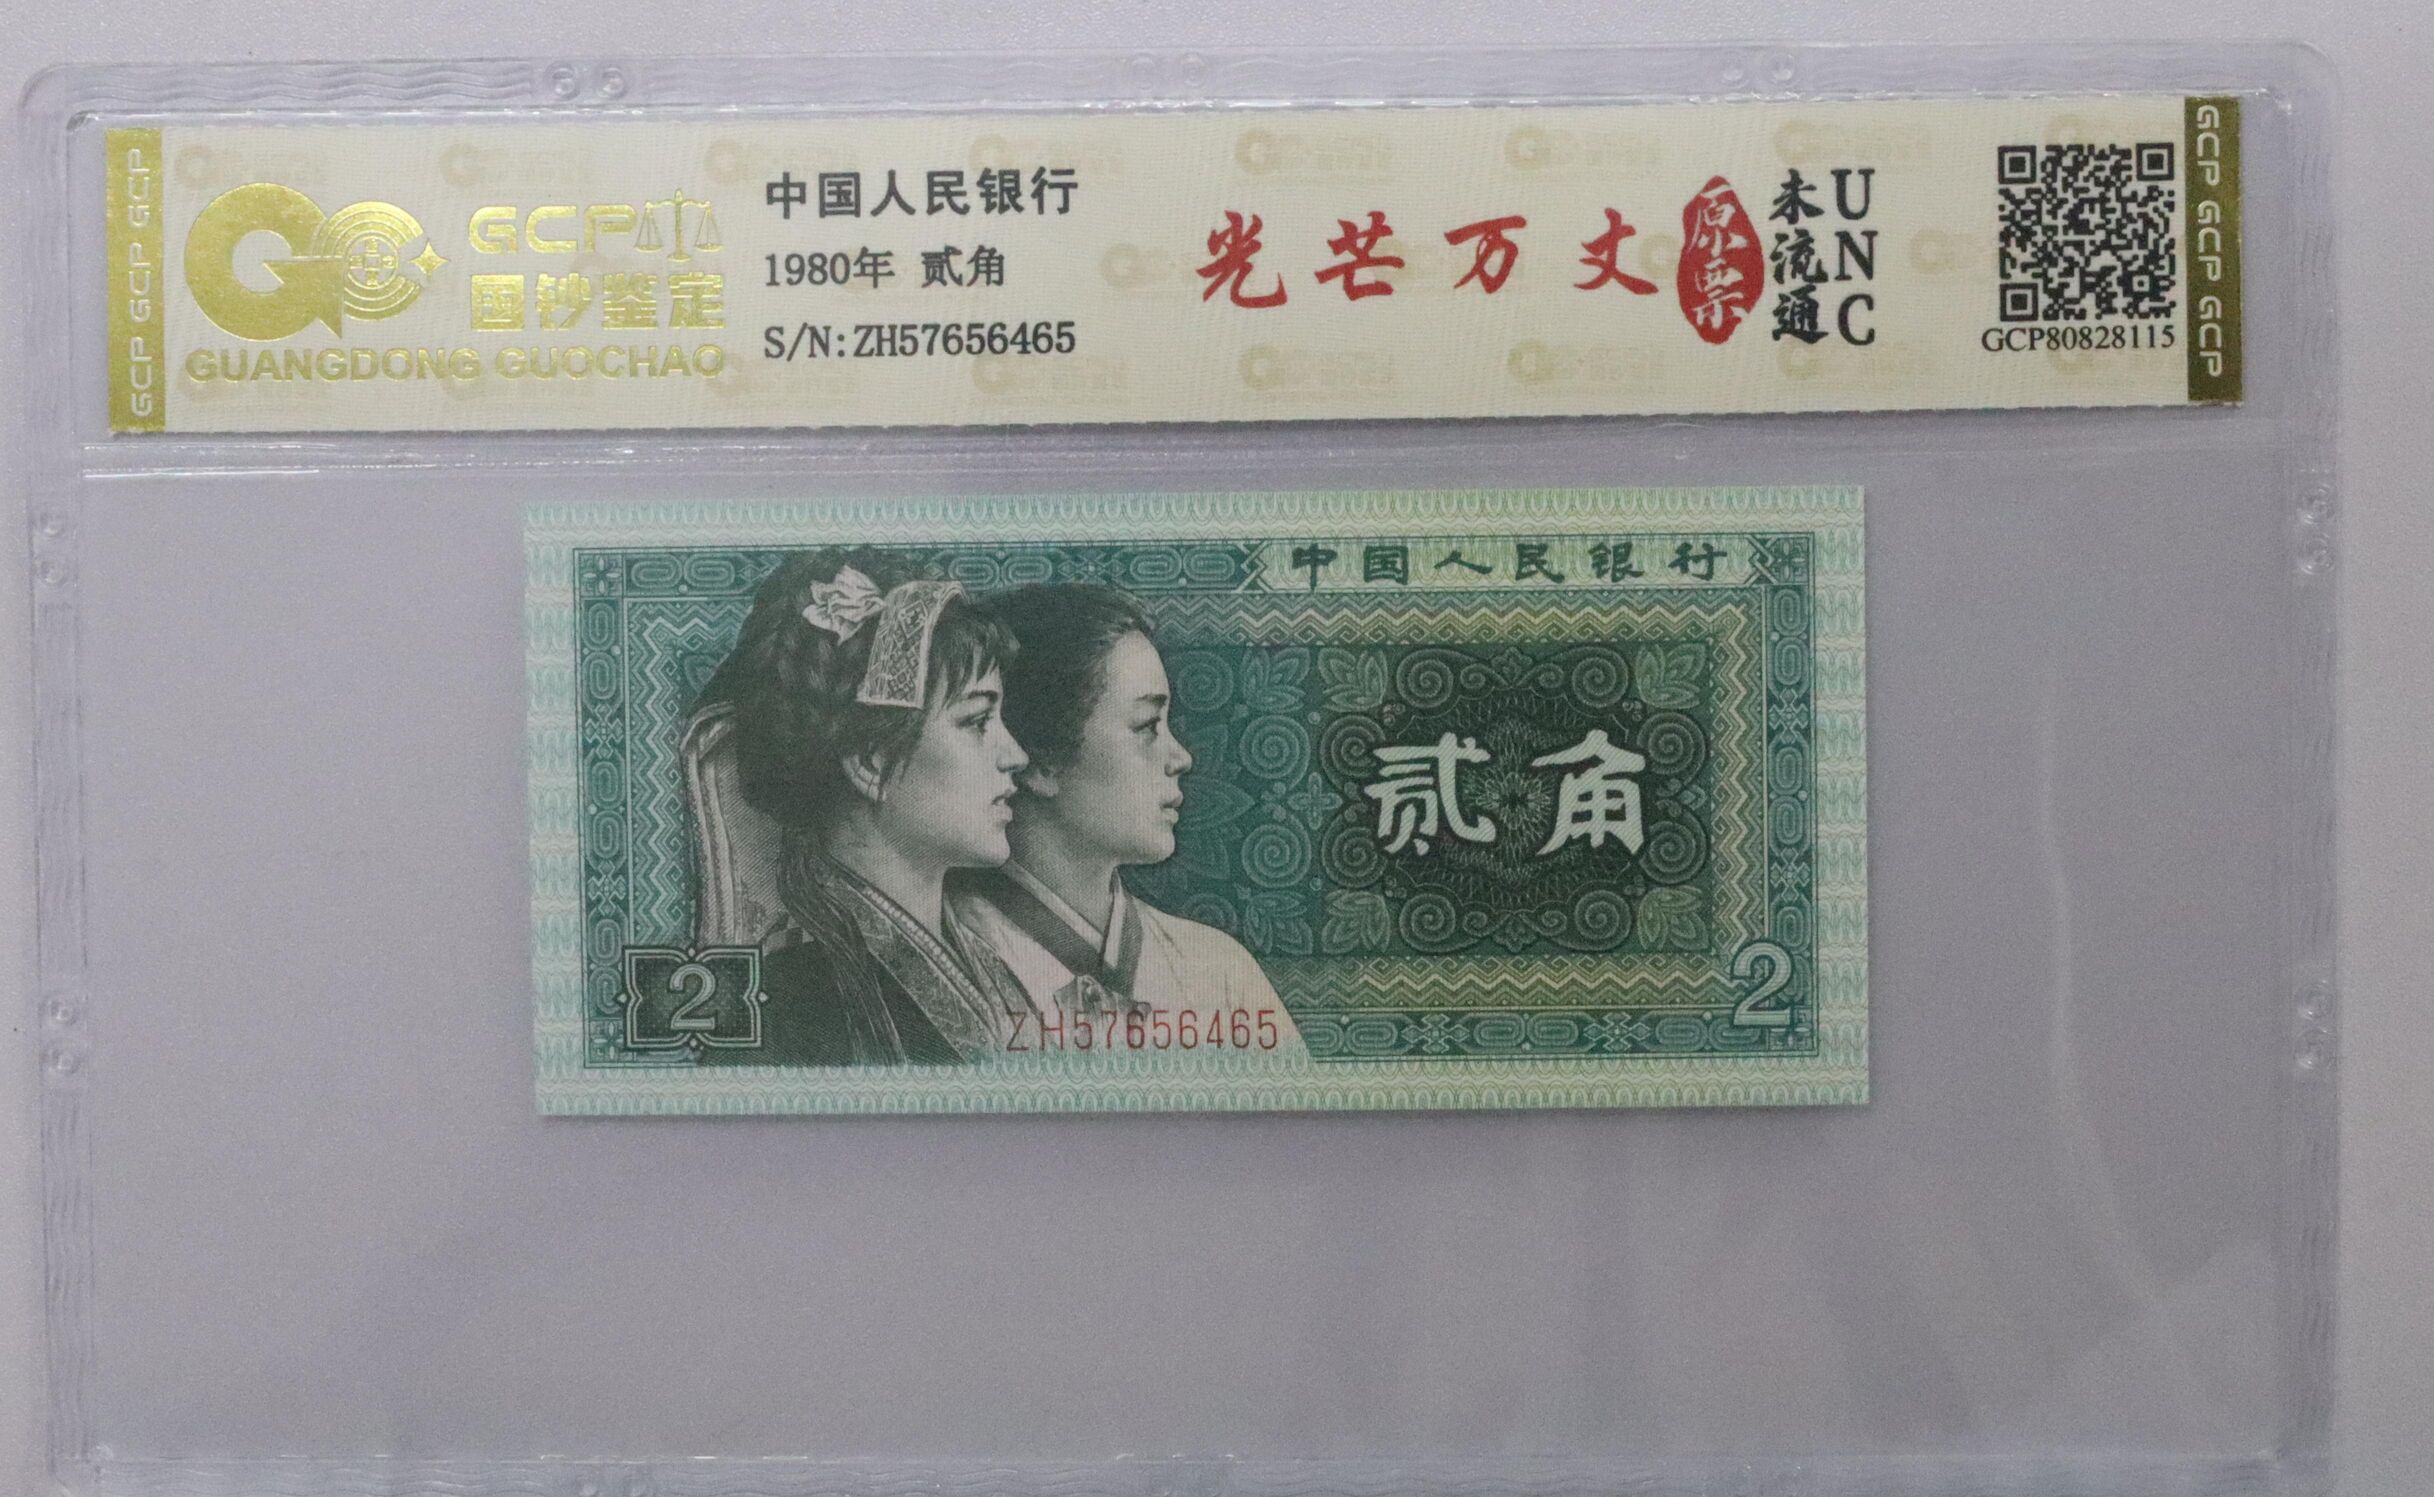 GCP GCP GCP
GCP
国钞鉴定
GUANGDONG GUOCHAO
中国人民银行
1980年 贰角
S/N:ZH57656465
光芒万丈
原票
未流通
UNC
GCP80828115
GCP GCP GCP
中国人民银行
贰角
2
2
ZH57656465